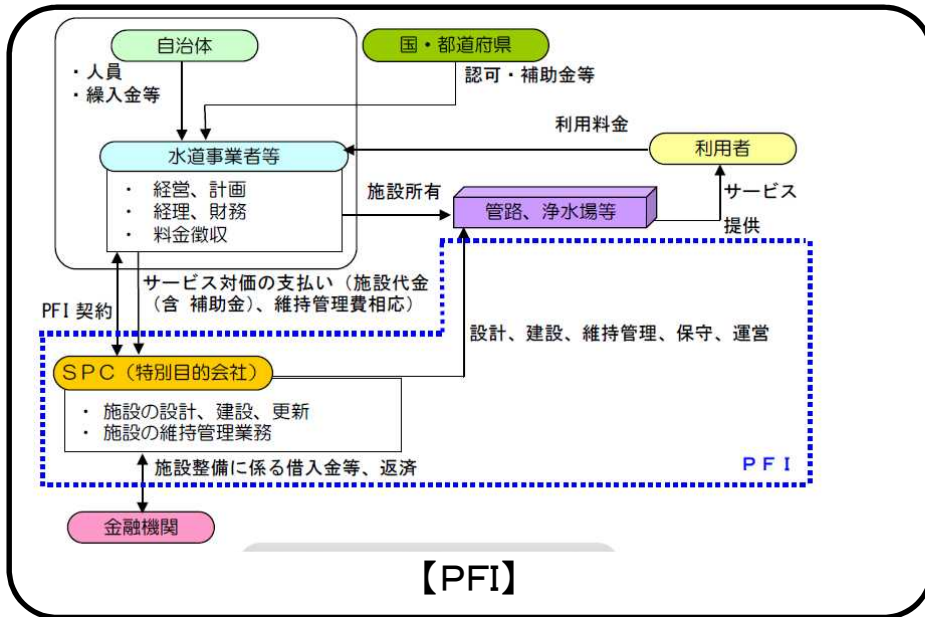 自治体
国・都道府県
・人員
・繰入金等
認可・補助金等
利用料金
水道事業者等
利用者
・ 経営、計画
・ 経理、財務
・ 料金徴収
施設所有
管路、浄水場等
サービス
提供
サービス対価の支払い（施設代金
（含 補助金）、維持管理費相応）
PFI 契約
設計、建設、維持管理、保守、運営
ＳＰＣ（特別目的会社）
・ 施設の設計、建設、更新
・ 施設の維持管理業務
施設整備に係る借入金等、返済
ＰＦＩ
金融機関
【PFI】